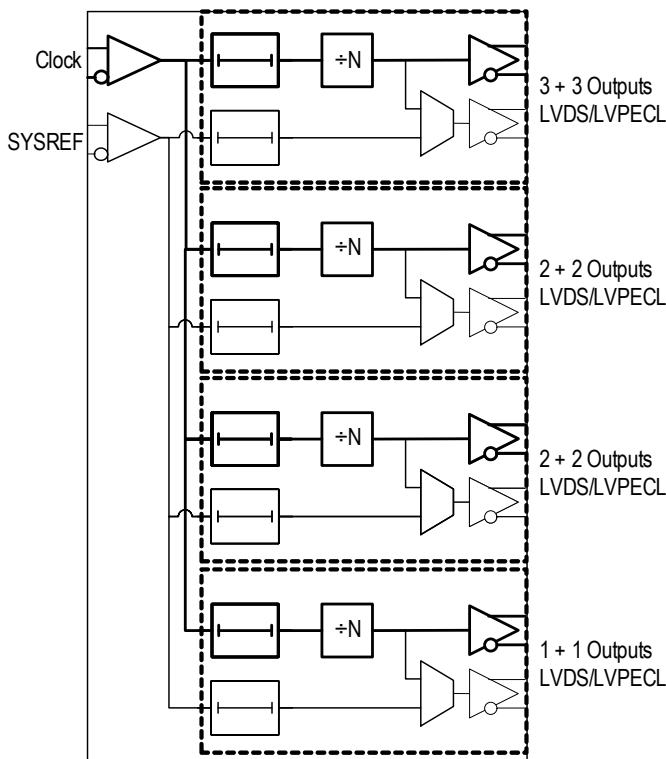 Clock
÷N
3 + 3 Outputs
LVDS/LVPECL
SYSREF
÷N
2 + 2 Outputs
LVDS/LVPECL
÷N
2 + 2 Outputs
LVDS/LVPECL
÷N
1 + 1 Outputs
LVDS/LVPECL